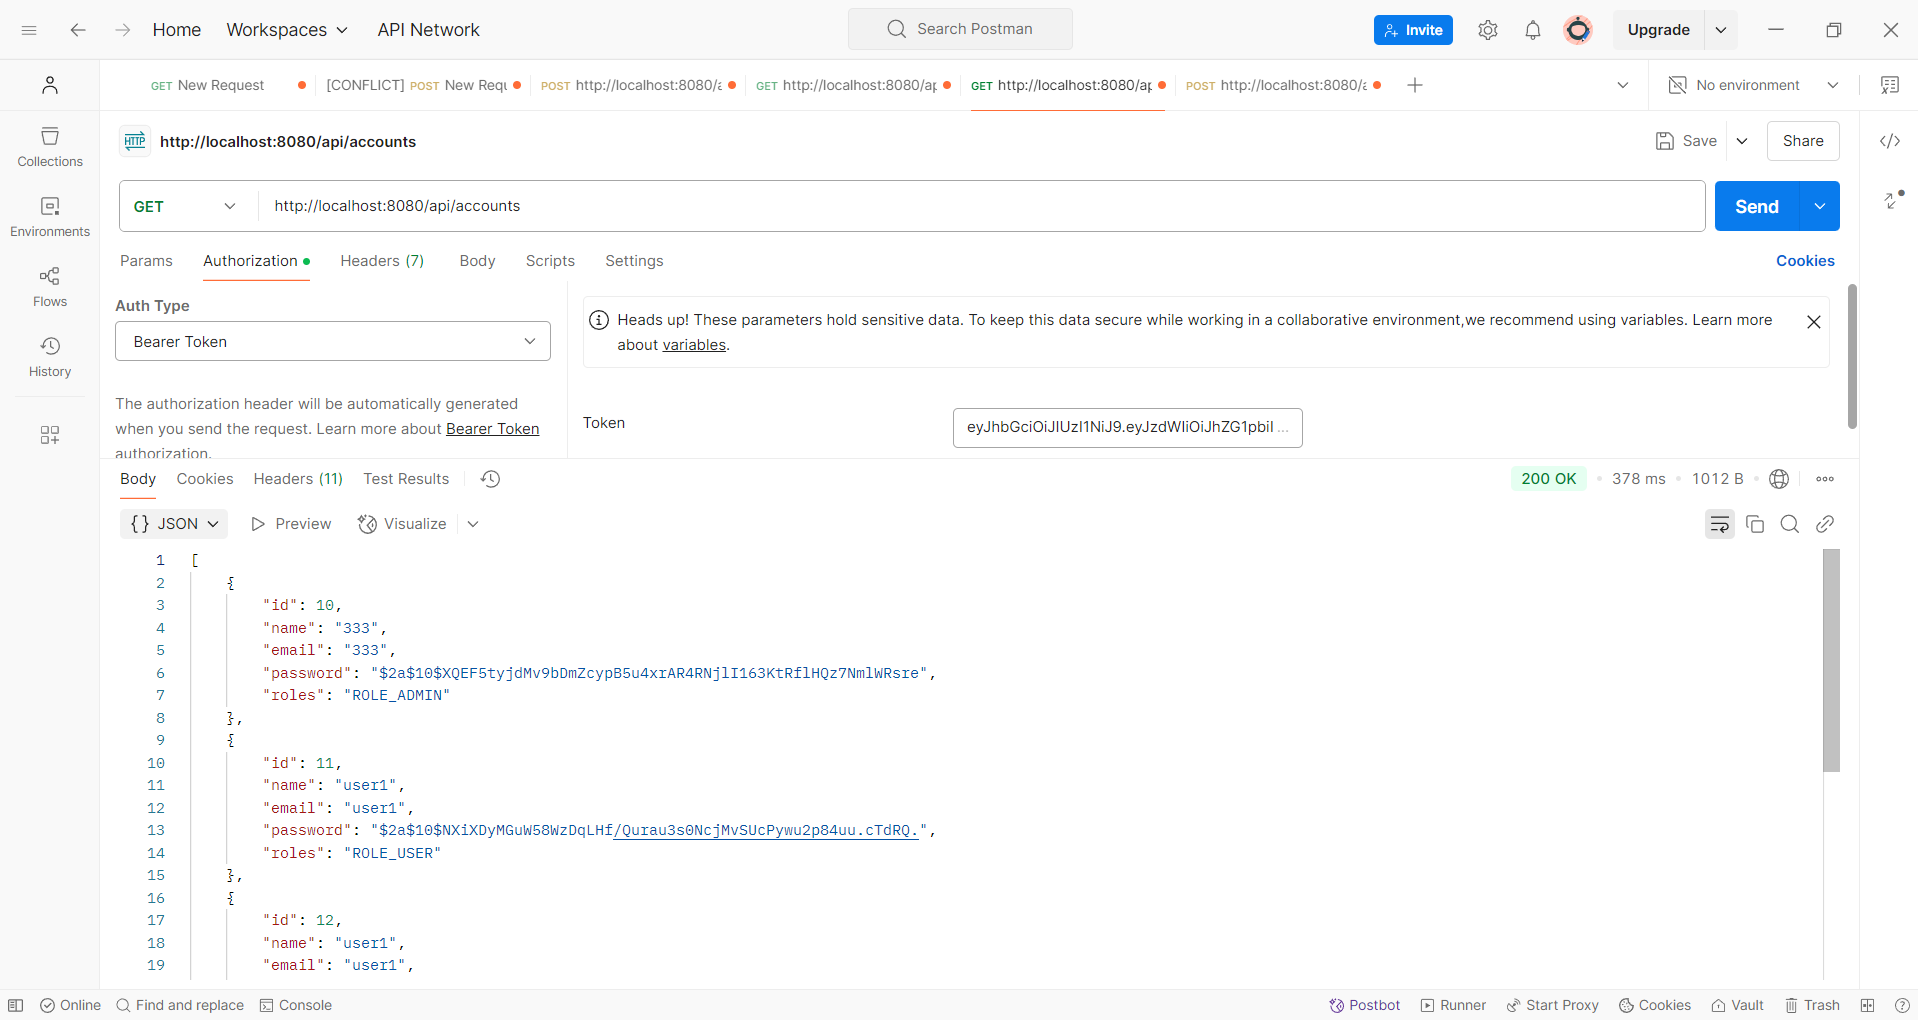 Home Workspaces API Network Search Postman Invite Upgrade
GET New Request [CONFLICT] POST New Requ POST http://localhost:8080/a GET http://localhost:8080/ap GET http://localhost:8080/ap POST http://localhost:8080/a No environment
HTTP http://localhost:8080/api/accounts Save Share
Collections
GET http://localhost:8080/api/accounts Send
Environments
Params Authorization Headers (7) Body Scripts Settings Cookies
Flows
History
Auth Type
Bearer Token
The authorization header will be automatically generated
when you send the request. Learn more about Bearer Token
authorization.
Heads up! These parameters hold sensitive data. To keep this data secure while working in a collaborative environment,we recommend using variables. Learn more
about variables.
Token eyJhbGciOiJIUzI1NiJ9.eyJzdWIiOiJhZG1pbiI ...
Body Cookies Headers (11) Test Results 200 OK 378 ms 1012 B
{} JSON Preview Visualize
1 [
2 {
3 "id": 10,
4 "name": "333",
5 "email": "333",
6 "password": "$2a$10$XQEF5tyjdMv9bDmZcypB5u4xrAR4RNjlI163KtRflHQz7NmlWRsre",
7 "roles": "ROLE_ADMIN"
8 },
9 {
10 "id": 11,
11 "name": "user1",
12 "email": "user1",
13 "password": "$2a$10$NXiXDyMGuW58WzDqLHf/Qurau3s0NcjMvSUcPywu2p84uu.cTdRQ.",
14 "roles": "ROLE_USER"
15 },
16 {
17 "id": 12,
18 "name": "user1",
19 "email": "user1",
Online Find and replace Console Postbot Runner Start Proxy Cookies Vault Trash